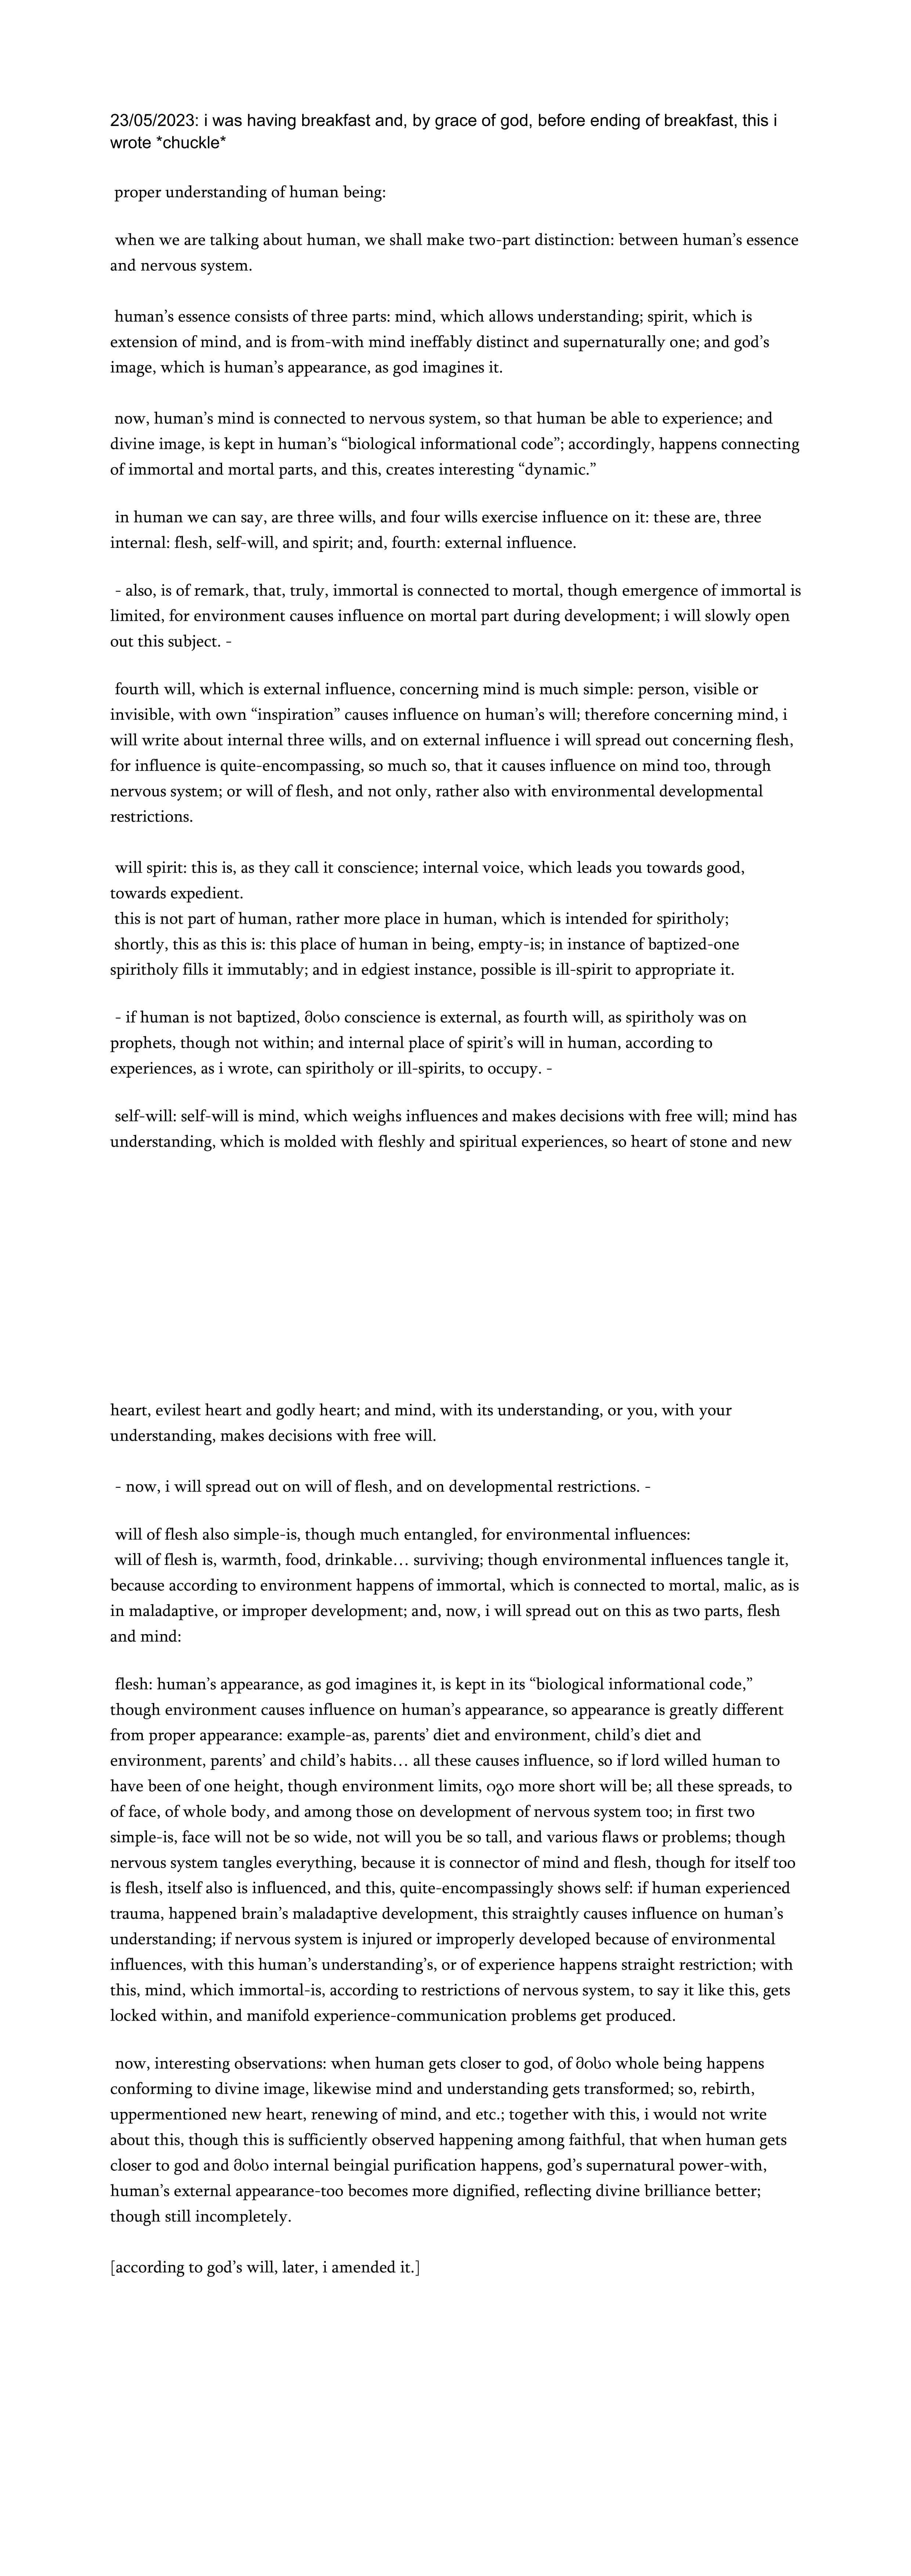 23/05/2023: i was having breakfast and, by grace of god, before ending of breakfast, this i
wrote *chuckle*
proper understanding of human being:
when we are talking about human, we shall make two-part distinction: between human’s essence
and nervous system.
human’s essence consists of three parts: mind, which allows understanding; spirit, which is
extension of mind, and is from-with mind ineffably distinct and supernaturally one; and god’s
image, which is human’s appearance, as god imagines it.
now, human’s mind is connected to nervous system, so that human be able to experience; and
divine image, is kept in human’s “biological informational code”; accordingly, happens connecting
of immortal and mortal parts, and this, creates interesting “dynamic.”
in human we can say, are three wills, and four wills exercise influence on it: these are, three
internal: flesh, self-will, and spirit; and, fourth: external influence.
- also, is of remark, that, truly, immortal is connected to mortal, though emergence of immortal is
limited, for environment causes influence on mortal part during development; i will slowly open
out this subject. -
fourth will, which is external influence, concerning mind is much simple: person, visible or
invisible, with own “inspiration” causes influence on human’s will; therefore concerning mind, i
will write about internal three wills, and on external influence i will spread out concerning flesh,
for influence is quite-encompassing, so much so, that it causes influence on mind too, through
nervous system; or will of flesh, and not only, rather also with environmental developmental
restrictions.
will spirit: this is, as they call it conscience; internal voice, which leads you towards good,
towards expedient.
this is not part of human, rather more place in human, which is intended for spiritholy;
shortly, this as this is: this place of human in being, empty-is; in instance of baptized-one
spiritholy fills it immutably; and in edgiest instance, possible is ill-spirit to appropriate it.
- if human is not baptized, მისი conscience is external, as fourth will, as spiritholy was on
prophets, though not within; and internal place of spirit’s will in human, according to
experiences, as i wrote, can spiritholy or ill-spirits, to occupy. -
self-will: self-will is mind, which weighs influences and makes decisions with free will; mind has
understanding, which is molded with fleshly and spiritual experiences, so heart of stone and new
heart, evilest heart and godly heart; and mind, with its understanding, or you, with your
understanding, makes decisions with free will.
- now, i will spread out on will of flesh, and on developmental restrictions. -
will of flesh also simple-is, though much entangled, for environmental influences:
will of flesh is, warmth, food, drinkable… surviving; though environmental influences tangle it,
because according to environment happens of immortal, which is connected to mortal, malic, as is
in maladaptive, or improper development; and, now, i will spread out on this as two parts, flesh
and mind:
flesh: human’s appearance, as god imagines it, is kept in its “biological informational code,”
though environment causes influence on human’s appearance, so appearance is greatly different
from proper appearance: example-as, parents’ diet and environment, child’s diet and
environment, parents’ and child’s habits… all these causes influence, so if lord willed human to
have been of one height, though environment limits, იგი more short will be; all these spreads, to
of face, of whole body, and among those on development of nervous system too; in first two
simple-is, face will not be so wide, not will you be so tall, and various flaws or problems; though
nervous system tangles everything, because it is connector of mind and flesh, though for itself too
is flesh, itself also is influenced, and this, quite-encompassingly shows self: if human experienced
trauma, happened brain’s maladaptive development, this straightly causes influence on human’s
understanding; if nervous system is injured or improperly developed because of environmental
influences, with this human’s understanding’s, or of experience happens straight restriction; with
this, mind, which immortal-is, according to restrictions of nervous system, to say it like this, gets
locked within, and manifold experience-communication problems get produced.
now, interesting observations: when human gets closer to god, of მისი whole being happens
conforming to divine image, likewise mind and understanding gets transformed; so, rebirth,
uppermentioned new heart, renewing of mind, and etc.; together with this, i would not write
about this, though this is sufficiently observed happening among faithful, that when human gets
closer to god and მისი internal beingial purification happens, god’s supernatural power-with,
human’s external appearance-too becomes more dignified, reflecting divine brilliance better;
though still incompletely.
[according to god’s will, later, i amended it.]